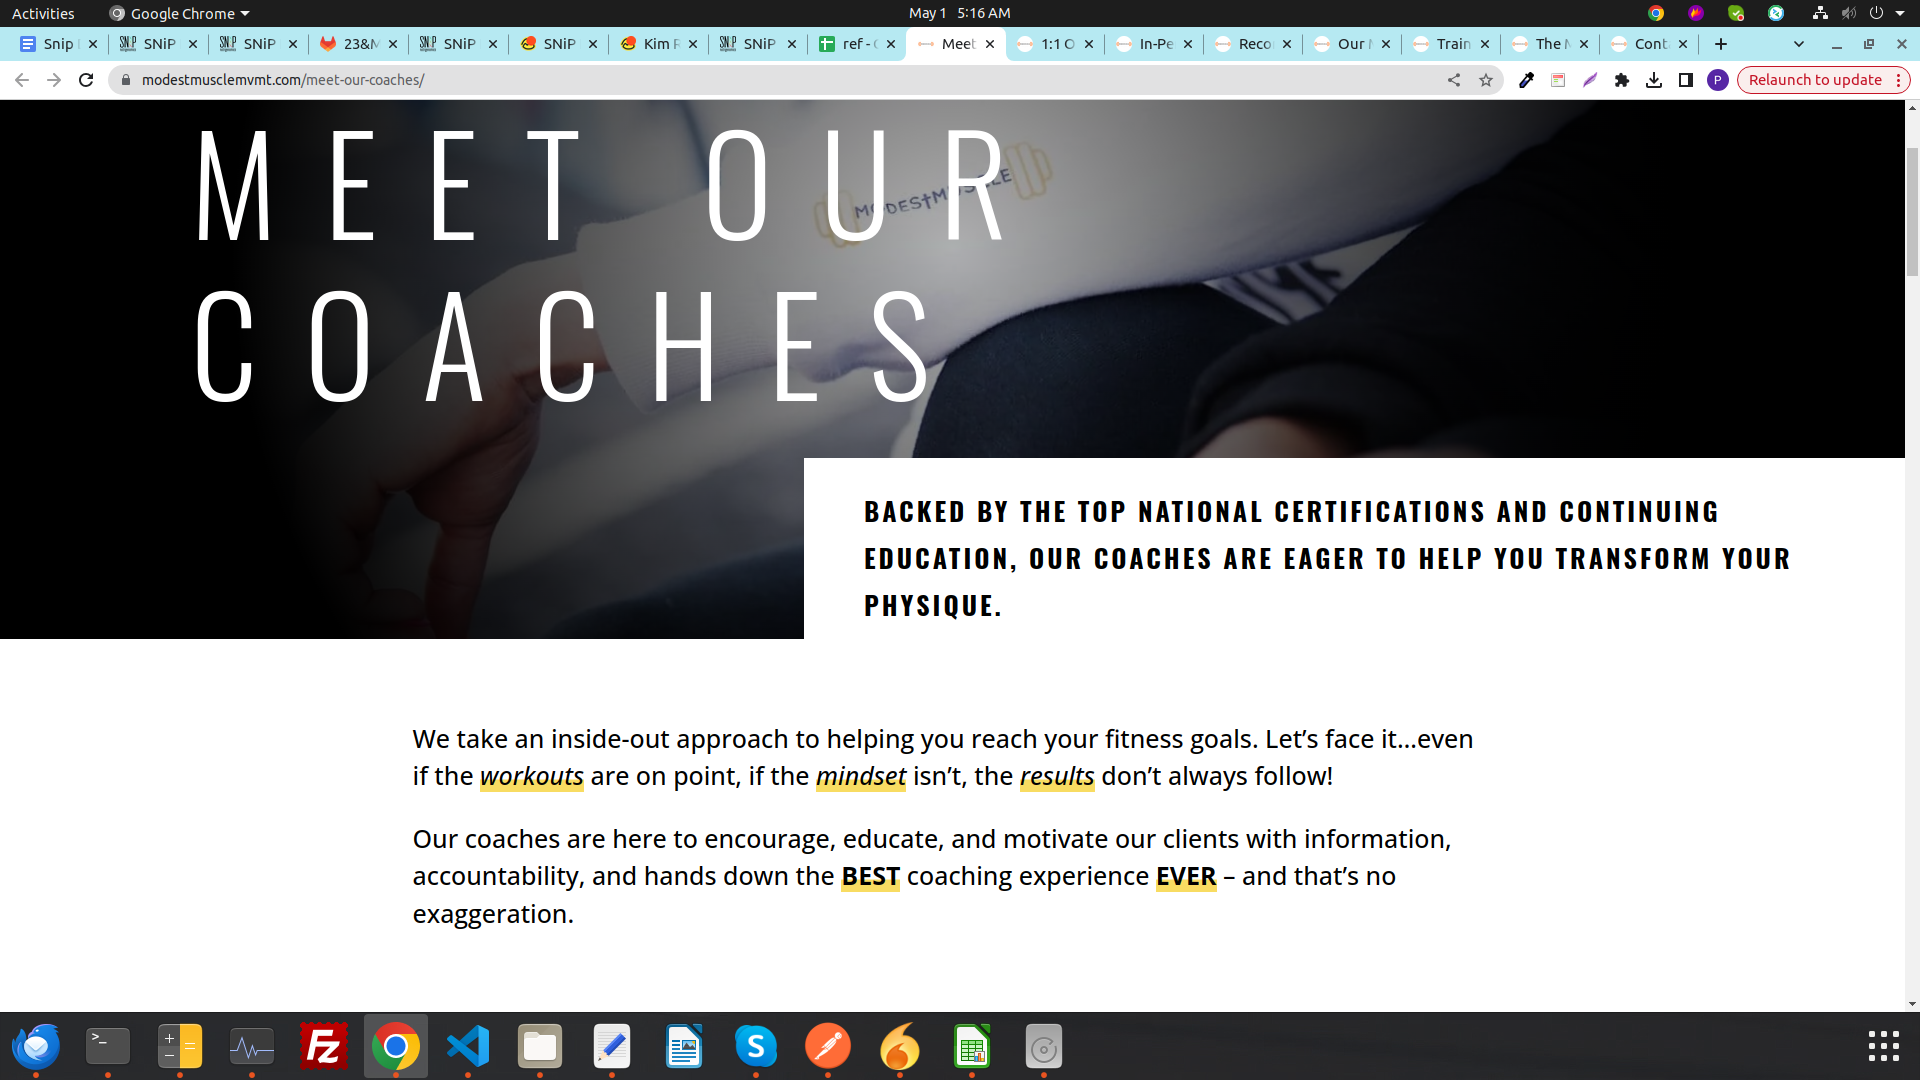 Activities
Google Chrome
May 1 5:16 AM
Snip
SNiP
SNiP
23&M
SNiP
SNiP
Kim
SNiP
ref -
Meet
1:1 O
In-Pe
Reco
Our
Train
The
Cont
modestmusclemvmt.com/meet-our-coaches/
P
Relaunch to update
MEET OUR
COACHES
MODEST MUSCLE
BACKED BY THE TOP NATIONAL CERTIFICATIONS AND CONTINUING
EDUCATION, OUR COACHES ARE EAGER TO HELP YOU TRANSFORM YOUR
PHYSIQUE.
We take an inside-out approach to helping you reach your fitness goals. Let’s face it…even
if the workouts are on point, if the mindset isn’t, the results don’t always follow!
Our coaches are here to encourage, educate, and motivate our clients with information,
accountability, and hands down the BEST coaching experience EVER – and that’s no
exaggeration.